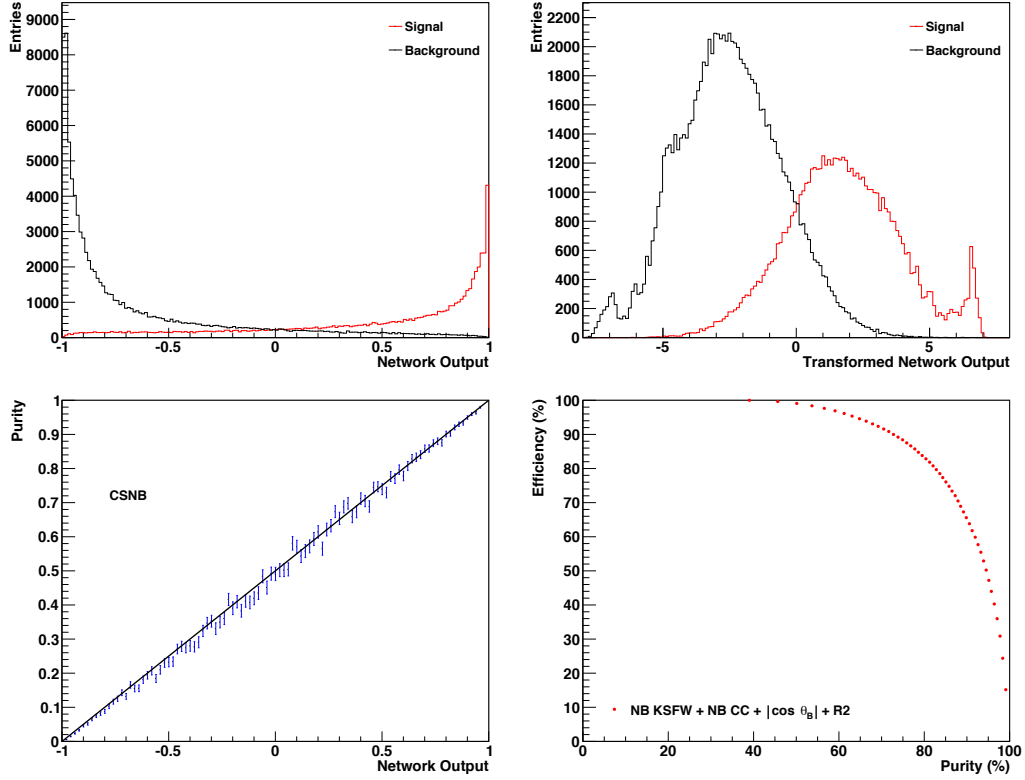 Entries
9000
8000
7000
6000
5000
4000
3000
2000
1000
0
-1 -0.5 0 0.5 1
Network Output
Signal
Background
Entries
2200
2000
1800
1600
1400
1200
1000
800
600
400
200
0
-5 0 5
Transformed Network Output
Signal
Background
Purity
1
0.9
0.8
0.7
0.6
0.5
0.4
0.3
0.2
0.1
0
-1 -0.5 0 0.5 1
Network Output
CSNB
Efficiency (%)
100
90
80
70
60
50
40
30
20
10
0
0 20 40 60 80 100
Purity (%)
NB KSFW + NB CC + |cos θ_B| + R2